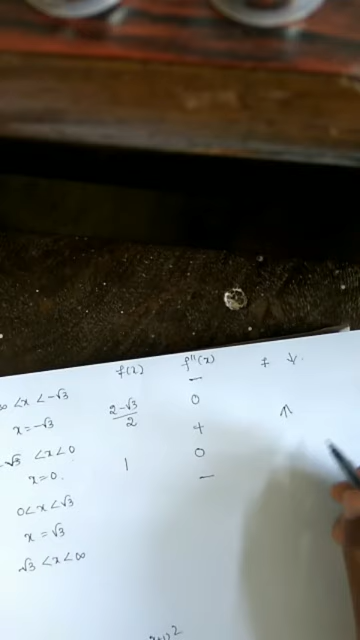 f(x) f''(x) f ↓.
∞ < x < -√3 —
x = -√3 2-√3/2 0 ↑
-√3 < x < 0 +
x = 0. 1 0
0 < x < √3 —
x = √3
√3 < x < ∞